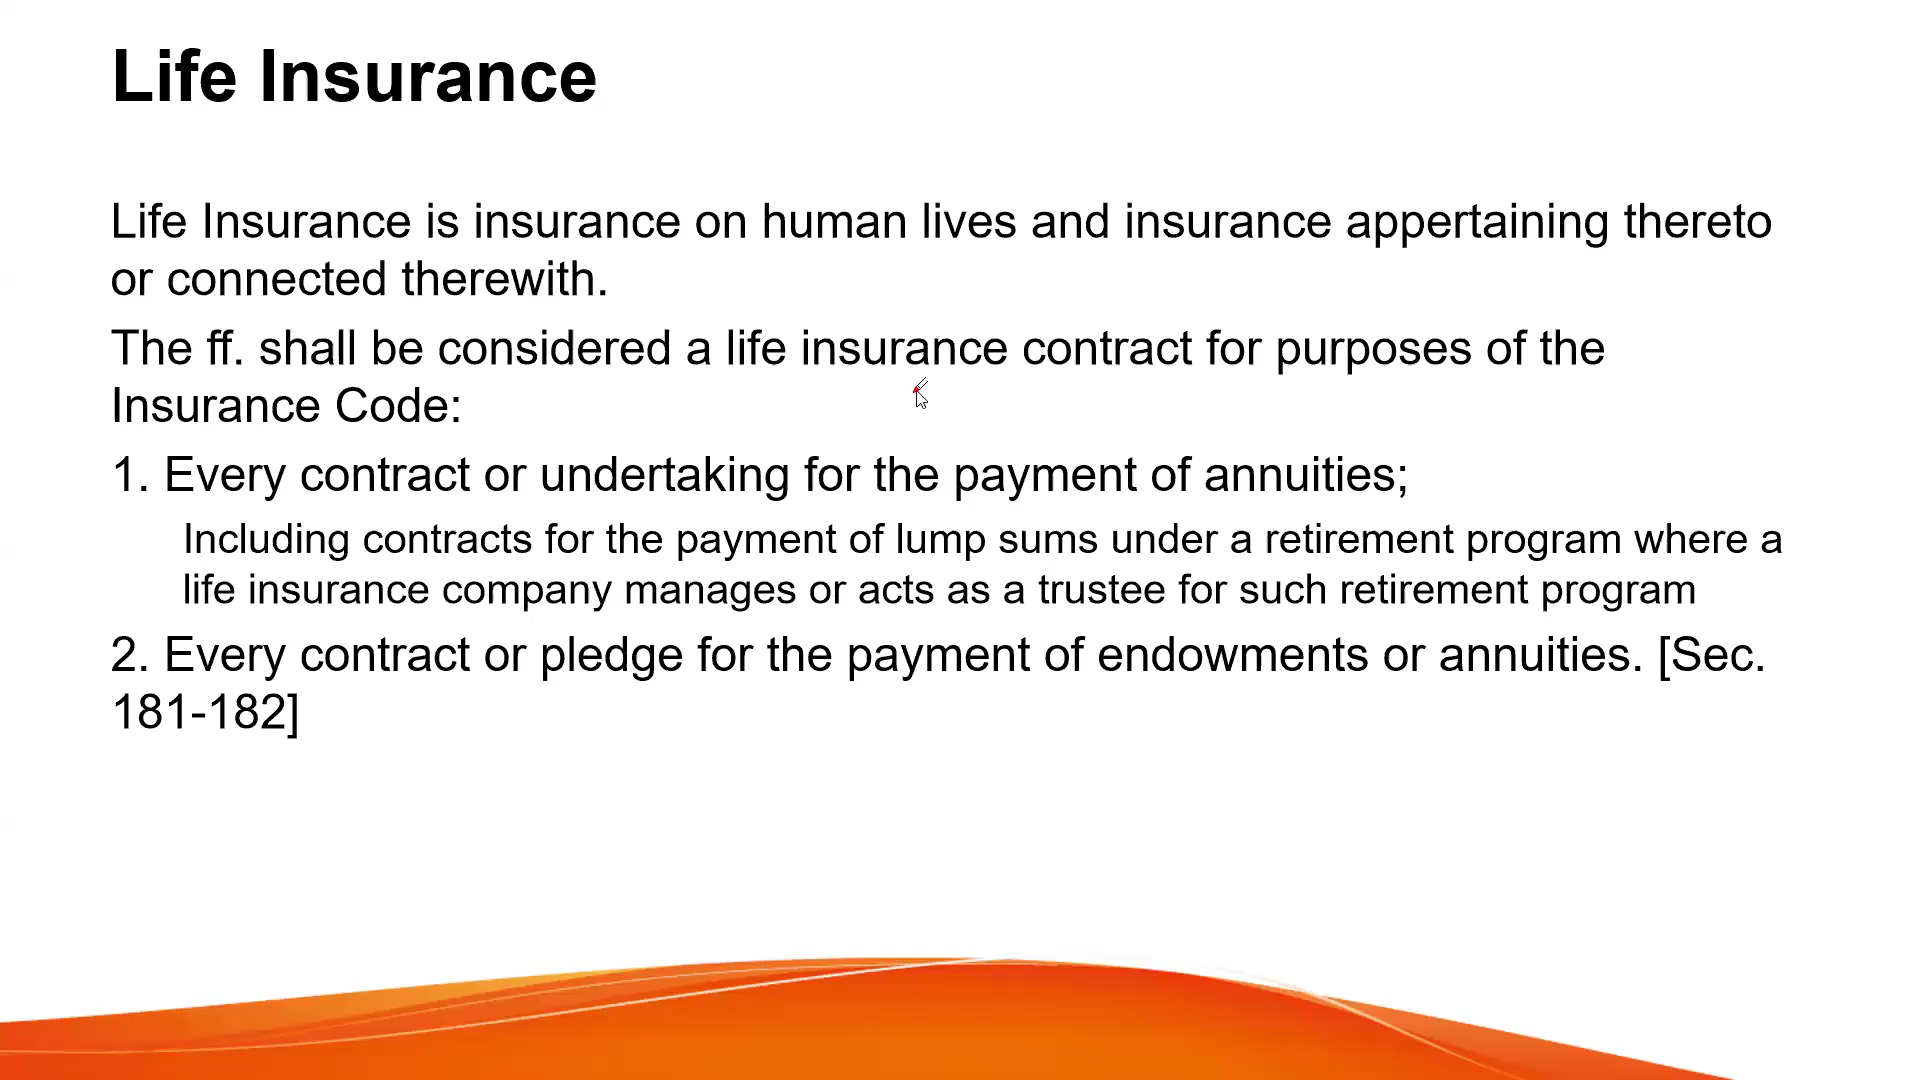 Life Insurance
Life Insurance is insurance on human lives and insurance appertaining thereto
or connected therewith.
The ff. shall be considered a life insurance contract for purposes of the
Insurance Code:
1. Every contract or undertaking for the payment of annuities;
Including contracts for the payment of lump sums under a retirement program where a
life insurance company manages or acts as a trustee for such retirement program
2. Every contract or pledge for the payment of endowments or annuities. [Sec.
181-182]